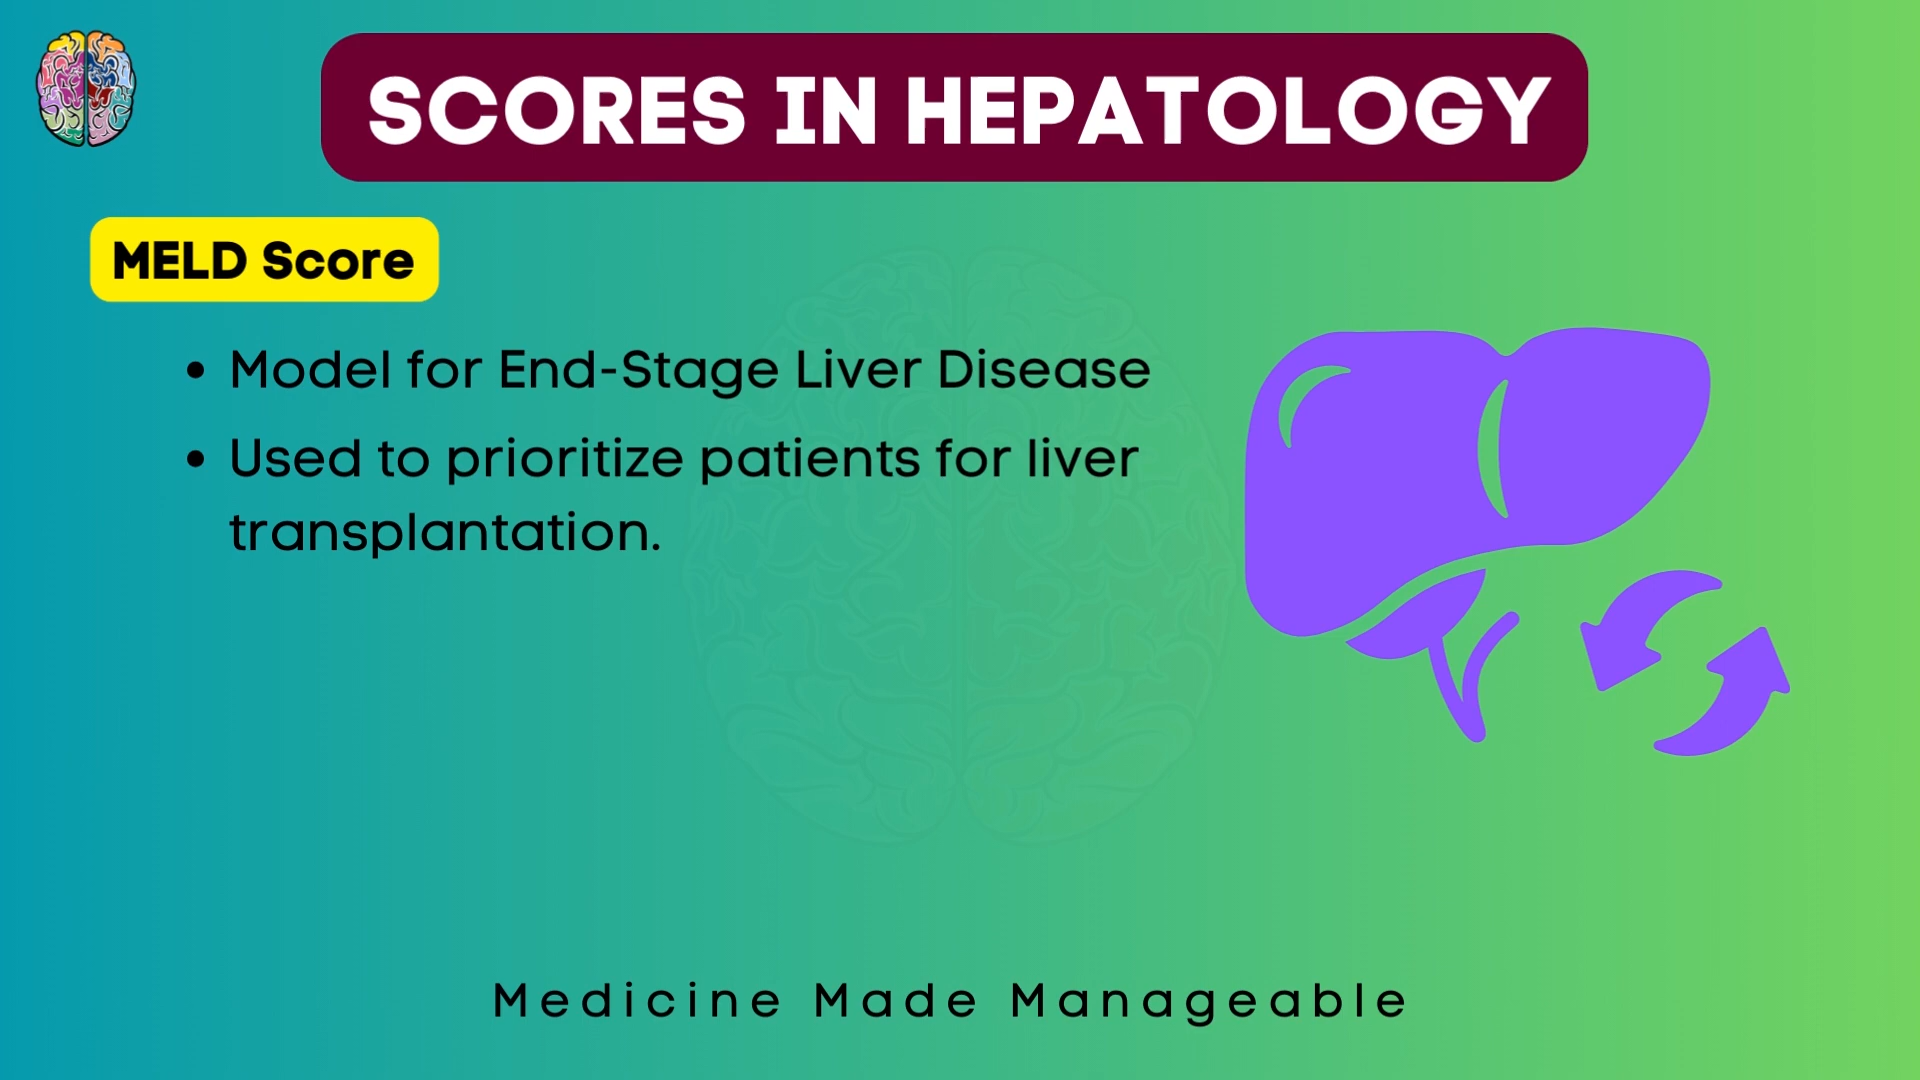 SCORES IN HEPATOLOGY
MELD Score
• Model for End-Stage Liver Disease
• Used to prioritize patients for liver
transplantation.
Medicine Made Manageable